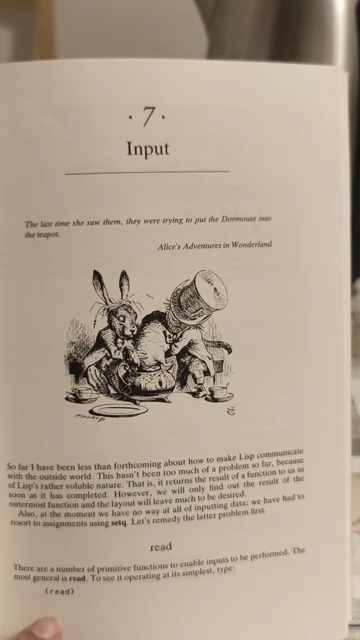 · 7 ·
Input
The last time she saw them, they were trying to put the Dormouse into
the teapot.
Alice's Adventures in Wonderland
So far I have been less than forthcoming about how to make Lisp communicate
with the outside world. This hasn't been too much of a problem so far, because
of Lisp's rather voluble nature. That is, it returns the result of a function to us as
soon as it has completed. However, we will only find out the result of the
outermost function and the layout will leave much to be desired.
Also, at the moment we have no way at all of inputting data; we have had to
resort to assignments using setq. Let's remedy the latter problem first.
read
There are a number of primitive functions to enable inputs to be performed. The
most general is read. To see it operating at its simplest, type:
(read)